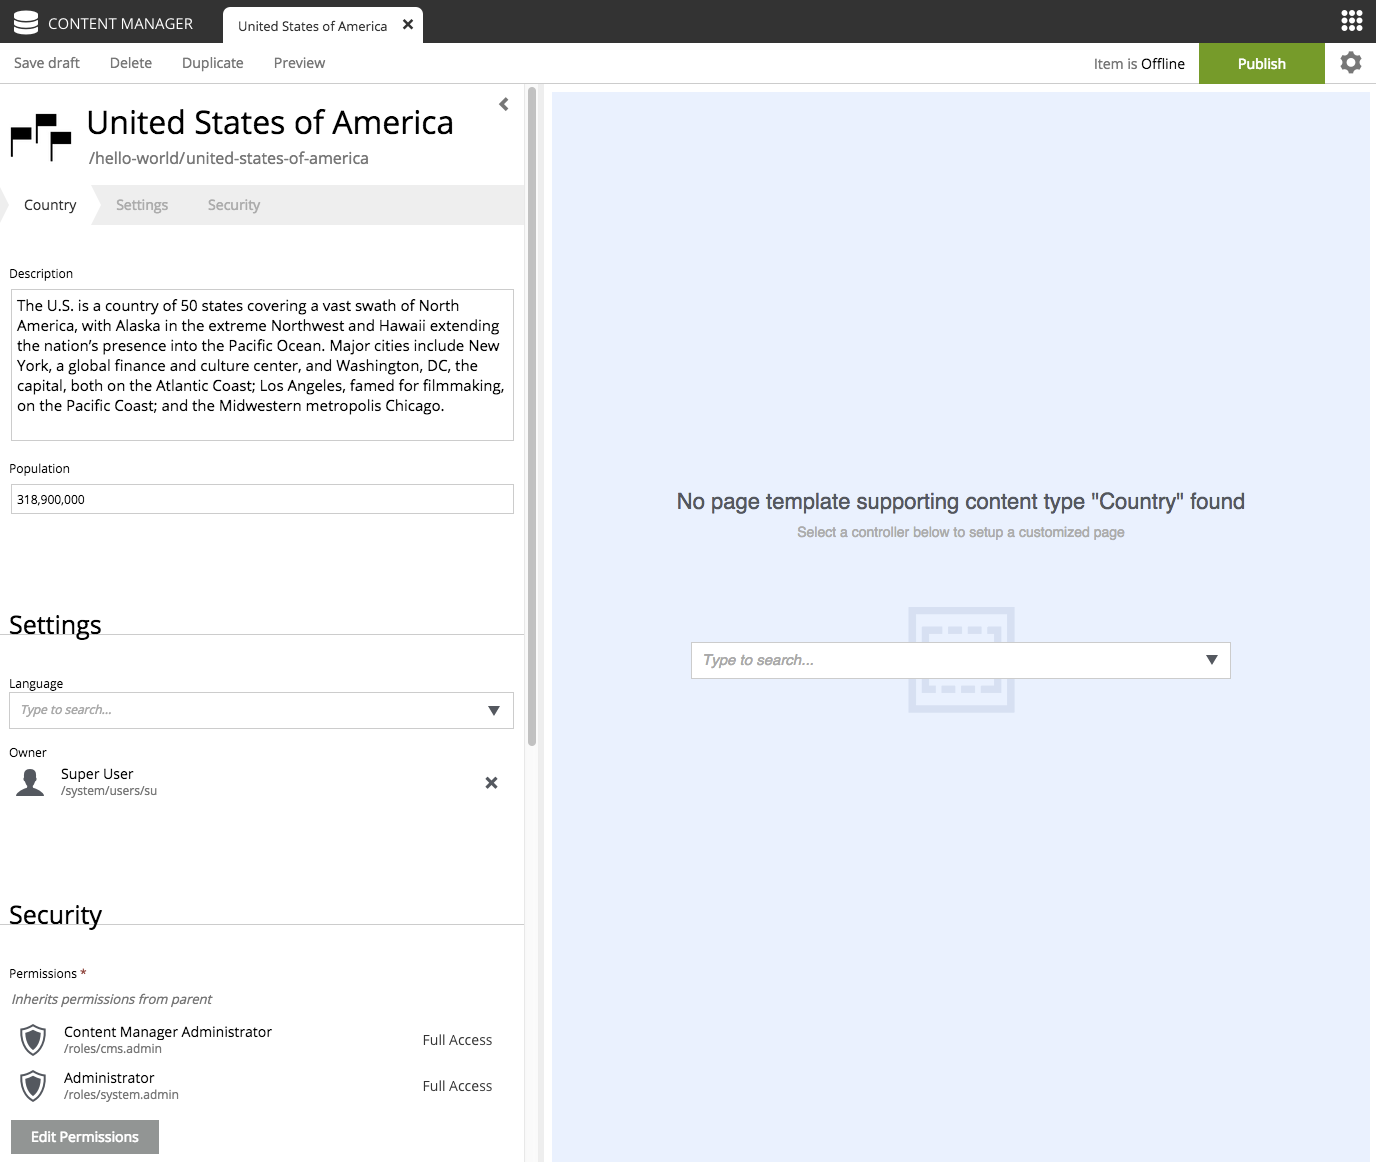 CONTENT MANAGER
United States of America
Save draft
Delete
Duplicate
Preview
Item is Offline
Publish
United States of America
/hello-world/united-states-of-america
Country
Settings
Security
Description
The U.S. is a country of 50 states covering a vast swath of North
America, with Alaska in the extreme Northwest and Hawaii extending
the nation’s presence into the Pacific Ocean. Major cities include New
York, a global finance and culture center, and Washington, DC, the
capital, both on the Atlantic Coast; Los Angeles, famed for filmmaking,
on the Pacific Coast; and the Midwestern metropolis Chicago.
Population
318,900,000
Settings
Language
Type to search...
Owner
Super User
/system/users/su
Security
Permissions *
Inherits permissions from parent
Content Manager Administrator
/roles/cms.admin
Full Access
Administrator
/roles/system.admin
Full Access
Edit Permissions
No page template supporting content type "Country" found
Select a controller below to setup a customized page
Type to search...